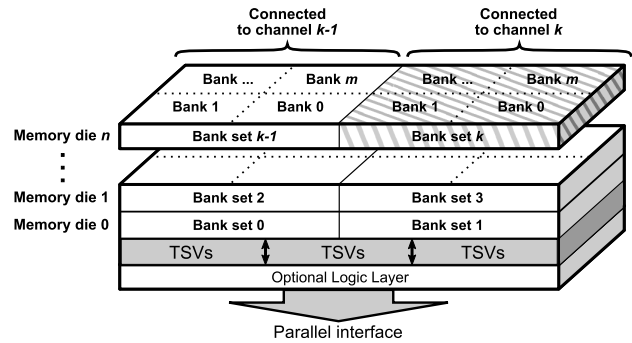 Connected to channel k-1
Connected to channel k
Bank ... Bank m Bank ... Bank m
Bank 1 Bank 0 Bank 1 Bank 0
Memory die n Bank set k-1 Bank set k
Memory die 1 Bank set 2 Bank set 3
Memory die 0 Bank set 0 Bank set 1
TSVs TSVs TSVs
Optional Logic Layer
Parallel interface